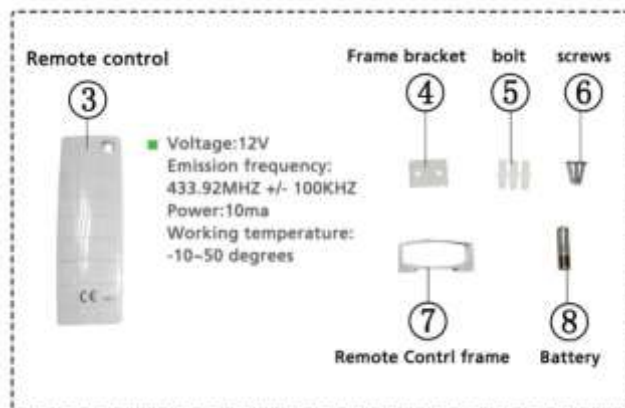 Remote control
③
Voltage:12V
Emission frequency:
433.92MHZ +/- 100KHZ
Power:10ma
Working temperature:
-10~50 degrees
CE
Frame bracket
④
bolt
⑤
screws
⑥
⑦
Remote Contrl frame
⑧
Battery